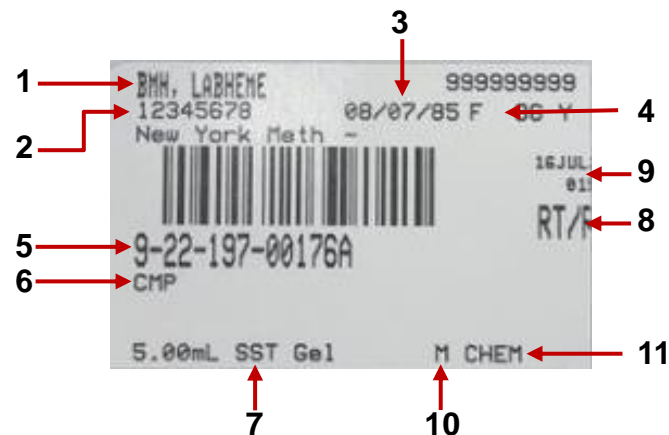 3
1 BMH, LABHEME 999999999
2 12345678 08/07/85 F Y 4
New York Meth -
16JUL 9
RT/ 8
5 9-22-197-00176A
6 CMP
5.00mL SST Gel M CHEM 11
7 10